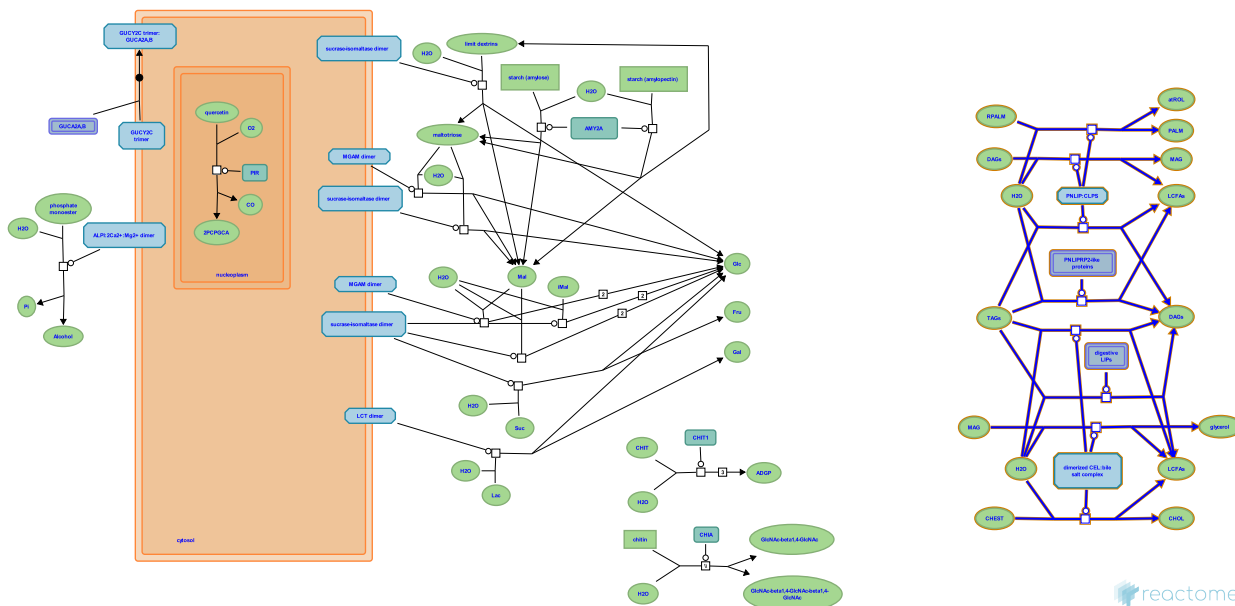 GUCY2C trimer:
GUCA2A,B
GUCA2A,B
GUCY2C
trimer
phosphate
monoester
H2O
ALPI:2Ca2+:Mg2+ dimer
Pi
Alcohol
quercetin
O2
PIR
CO
2PCPGCA
nucleoplasm
cytosol
sucrase-isomaltase dimer
H2O
limit dextrins
starch (amylose)
H2O
starch (amylopectin)
AMY2A
maltotriose
MGAM dimer
H2O
sucrase-isomaltase dimer
MGAM dimer
H2O
Mal
iMal
sucrase-isomaltase dimer
2
2
2
Glc
Fru
Gal
H2O
Suc
LCT dimer
H2O
Lac
CHIT
CHIT1
H2O
3
ADGP
chitin
CHIA
H2O
GlcNAc-beta1,4-GlcNAc
GlcNAc-beta1,4-GlcNAc-beta1,4-
GlcNAc
RPALM
atROL
PALM
DAGs
MAG
H2O
PNLIP:CLPS
LCFAs
PNLIPRP2-like
proteins
TAGs
DAGs
digestive
LIPs
MAG
glycerol
H2O
dimerized CEL:bile
salt complex
LCFAs
CHEST
CHOL
reactome